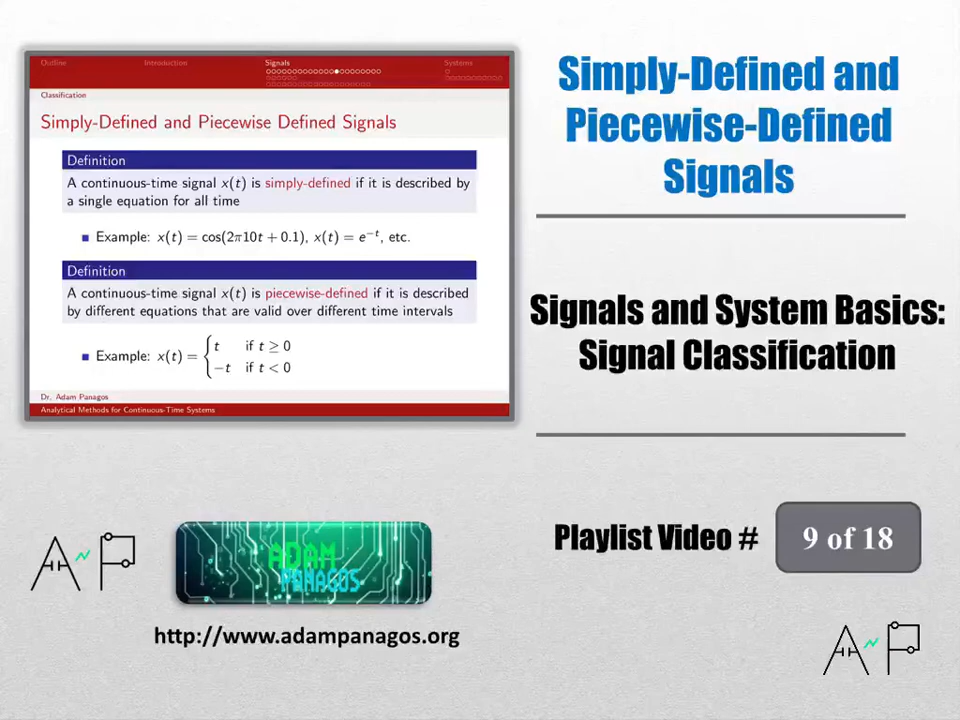 Outline Introduction Signals Systems
Classification
Simply-Defined and Piecewise Defined Signals
Definition
A continuous-time signal x(t) is simply-defined if it is described by
a single equation for all time
Example: x(t) = cos(2π10t + 0.1), x(t) = e^{−t}, etc.
Definition
A continuous-time signal x(t) is piecewise-defined if it is described
by different equations that are valid over different time intervals
Example: x(t) = { t if t ≥ 0
−t if t < 0
Dr. Adam Panagos
Analytical Methods for Continuous-Time Systems
Simply-Defined and
Piecewise-Defined
Signals
Signals and System Basics:
Signal Classification
Playlist Video # 9 of 18
A P
ADAM
PANAGOS
http://www.adampanagos.org
A P